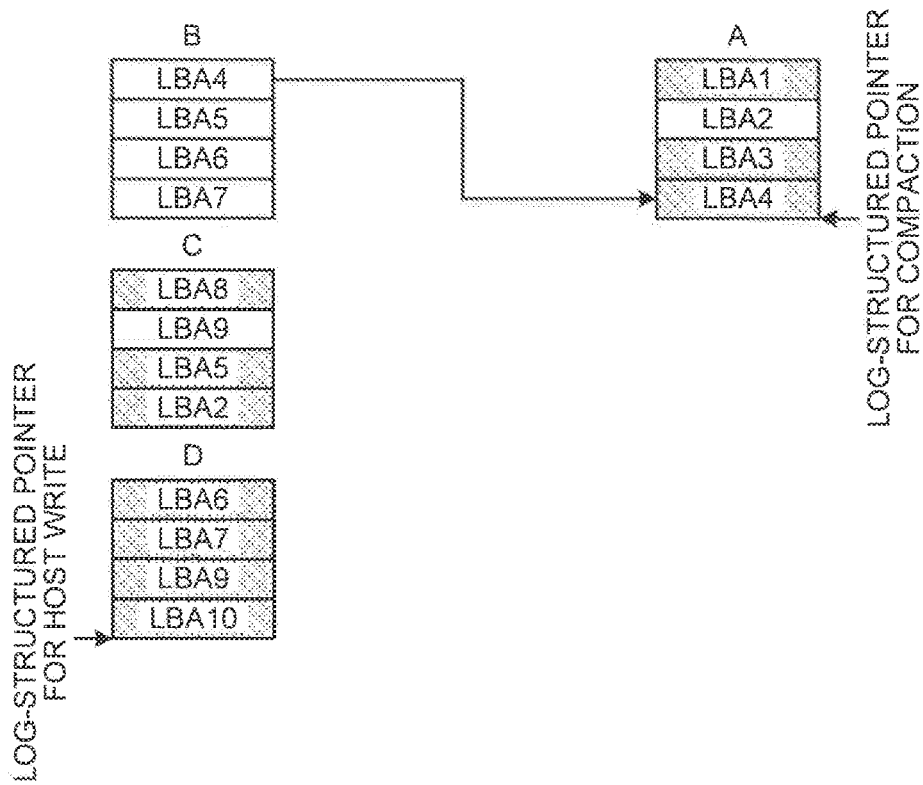 B
LBA4
LBA5
LBA6
LBA7
C
LBA8
LBA9
LBA5
LBA2
D
LBA6
LBA7
LBA9
LBA10
LOG-STRUCTURED POINTER
FOR HOST WRITE
A
LBA1
LBA2
LBA3
LBA4
LOG-STRUCTURED POINTER
FOR COMPACTION